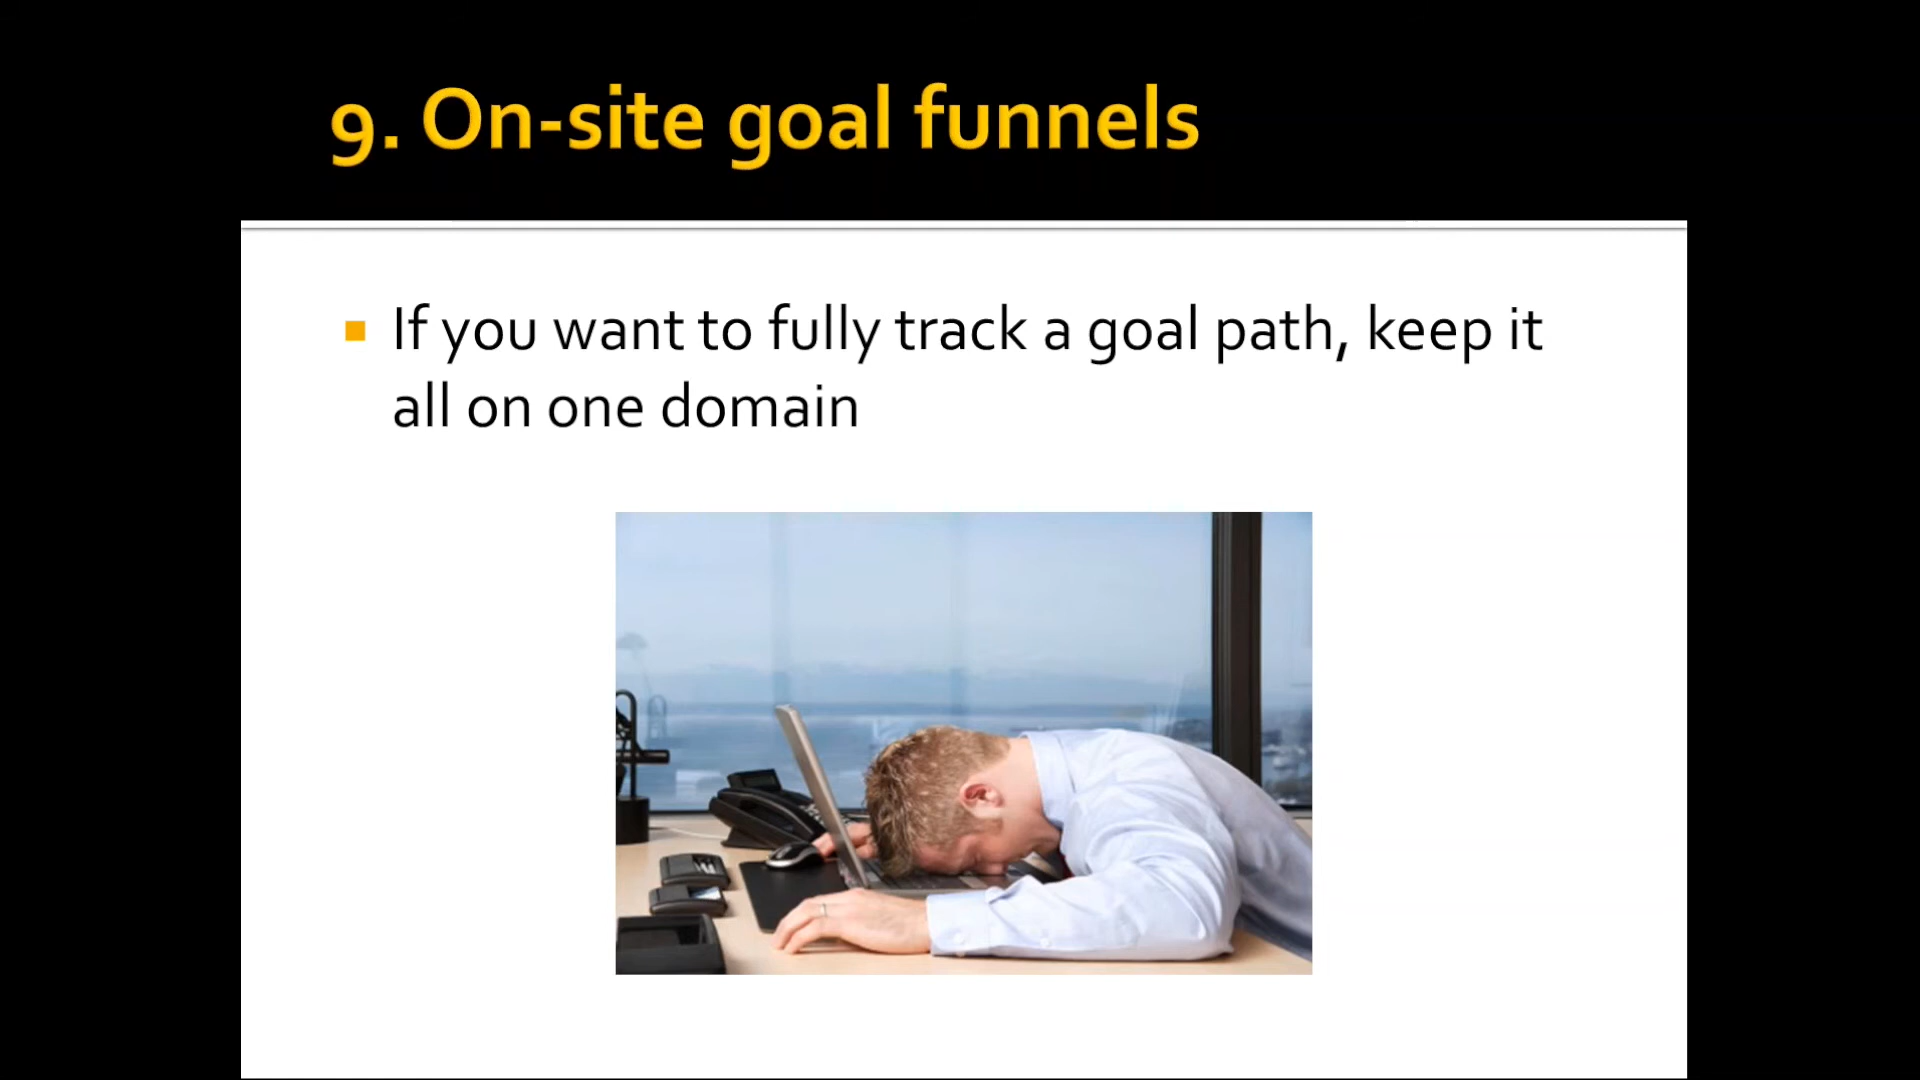 9. On-site goal funnels
If you want to fully track a goal path, keep it
all on one domain